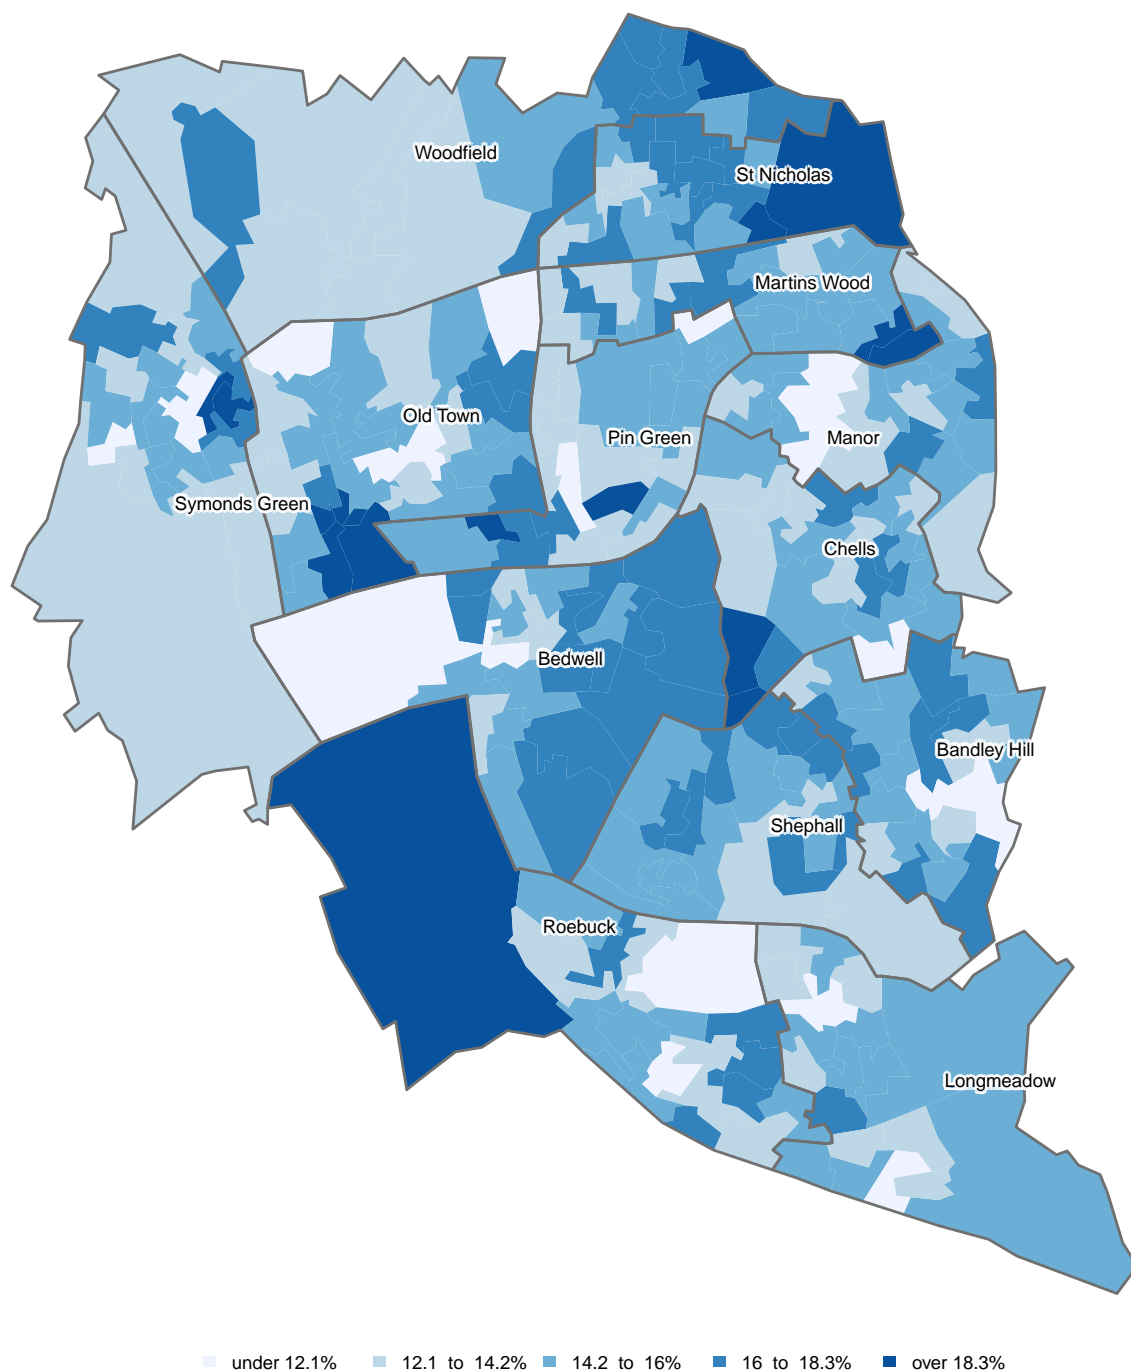 Woodfield
St Nicholas
Martins Wood
Old Town
Pin Green
Manor
Symonds Green
Chells
Bedwell
Bandley Hill
Shephall
Roebuck
Longmeadow
under 12.1% 12.1 to 14.2% 14.2 to 16% 16 to 18.3% over 18.3%